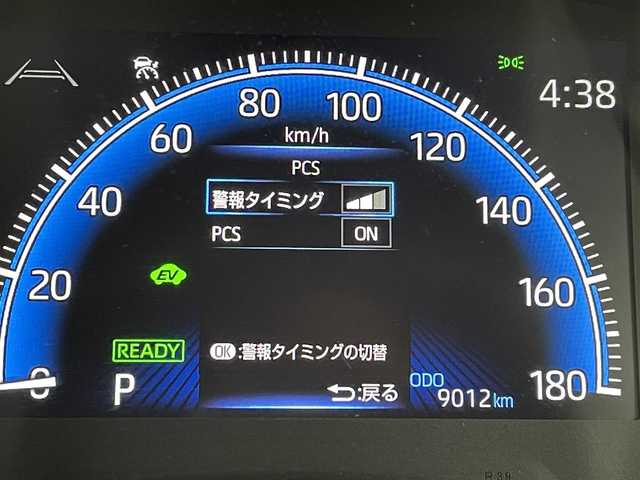 4:38
80
100
60
km/h
120
PCS
40
警報タイミング
140
PCS ON
EV
20
160
READY
OK:警報タイミングの切替
0
P
戻る
ODO
9012km
180